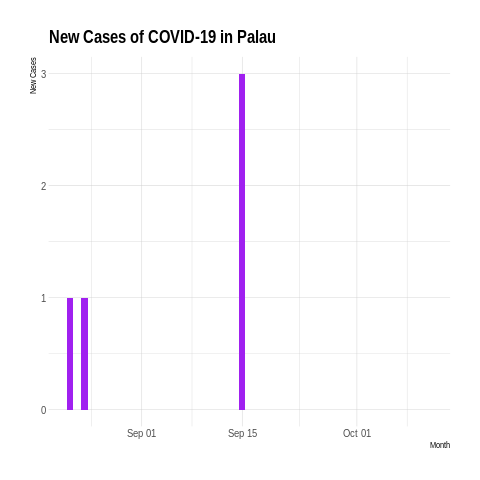 New Cases of COVID-19 in Palau
New Cases
3
2
1
0
Sep 01 Sep 15 Oct 01
Month